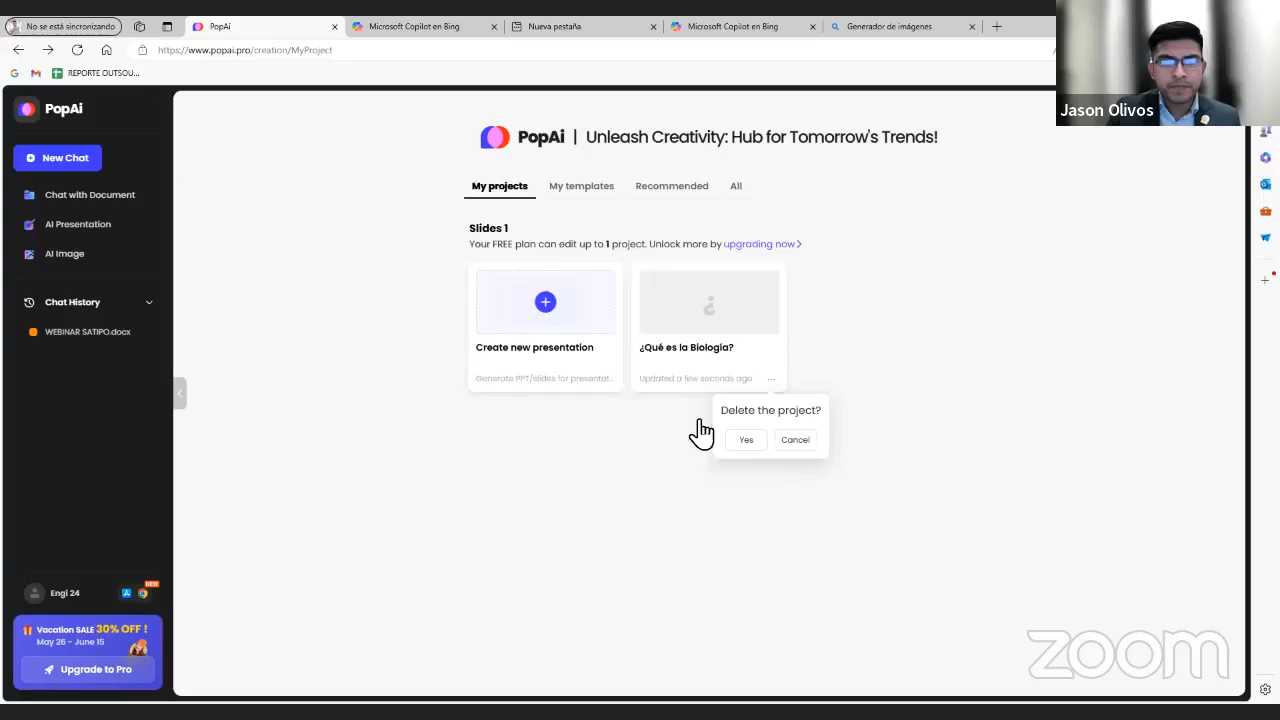 No se está sincronizando
PopAi
Microsoft Copilot en Bing
Nueva pestaña
Microsoft Copilot en Bing
Generador de imágenes
https://www.popai.pro/creation/MyProject
REPORTE OUTSOU...
Jason Olivos
PopAi
New Chat
Chat with Document
AI Presentation
AI Image
Chat History
WEBINAR SATIPO.docx
PopAi | Unleash Creativity: Hub for Tomorrow's Trends!
My projects
My templates
Recommended
All
Slides 1
Your FREE plan can edit up to 1 project. Unlock more by upgrading now
Create new presentation
Generate PPT/slides for presentat...
¿
¿Qué es la Biología?
Updated a few seconds ago
...
Delete the project?
Yes
Cancel
Engl 24
NEW
Vacation SALE 30% OFF !
May 26 - June 15
Upgrade to Pro
zoom